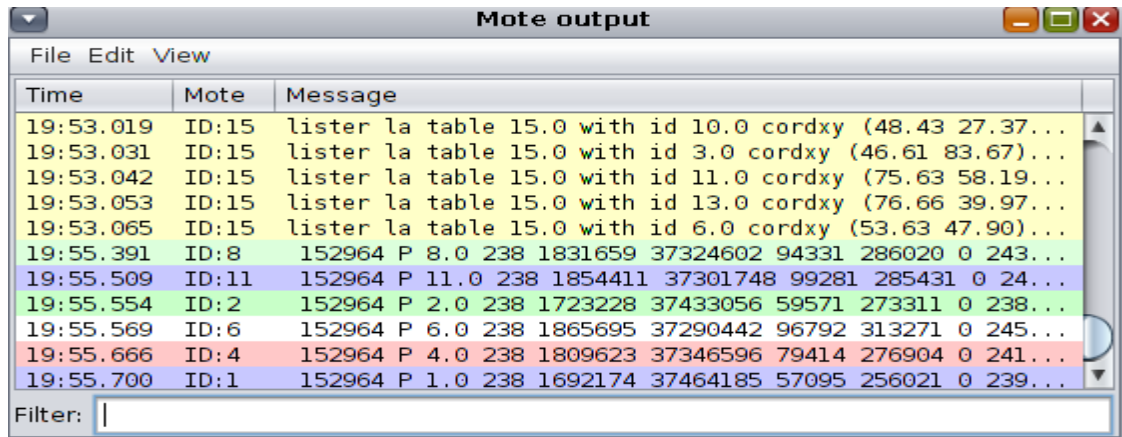 Mote output
File Edit View
Time Mote Message
19:53.019 ID:15 lister la table 15.0 with id 10.0 cordxy (48.43 27.37...
19:53.031 ID:15 lister la table 15.0 with id 3.0 cordxy (46.61 83.67)...
19:53.042 ID:15 lister la table 15.0 with id 11.0 cordxy (75.63 58.19...
19:53.053 ID:15 lister la table 15.0 with id 13.0 cordxy (76.66 39.97...
19:53.065 ID:15 lister la table 15.0 with id 6.0 cordxy (53.63 47.90)...
19:55.391 ID:8 152964 P 8.0 238 1831659 37324602 94331 286020 0 243...
19:55.509 ID:11 152964 P 11.0 238 1854411 37301748 99281 285431 0 24...
19:55.554 ID:2 152964 P 2.0 238 1723228 37433056 59571 273311 0 238...
19:55.569 ID:6 152964 P 6.0 238 1865695 37290442 96792 313271 0 245...
19:55.666 ID:4 152964 P 4.0 238 1809623 37346596 79414 276904 0 241...
19:55.700 ID:1 152964 P 1.0 238 1692174 37464185 57095 256021 0 239...
Filter: